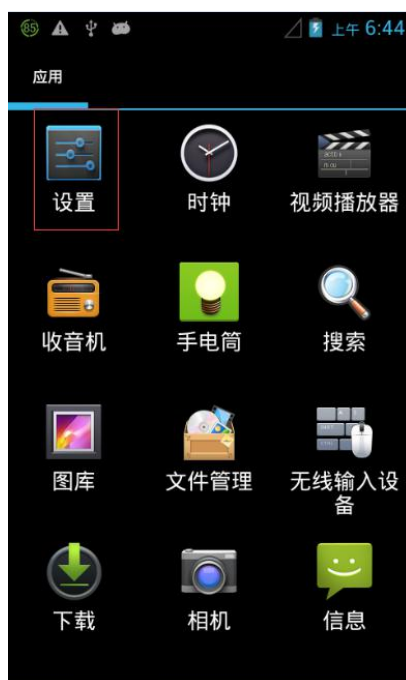 85 上午 6:44
应用
设置 时钟 视频播放器
收音机 手电筒 搜索
图库 文件管理 无线输入设
备
下载 相机 信息